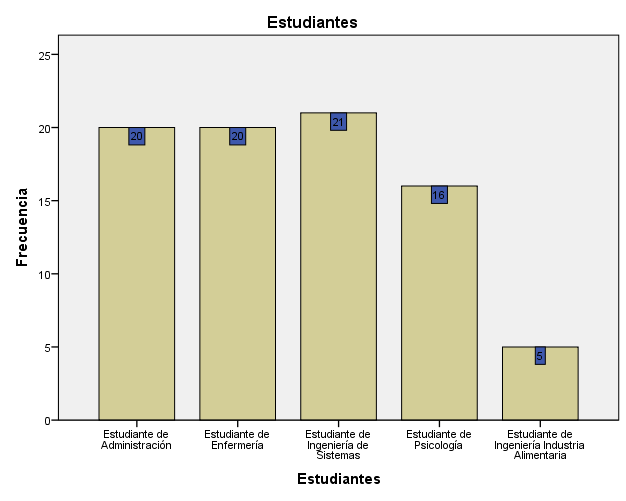 Estudiantes
25
20
15
10
5
0
Frecuencia
20
20
21
16
5
Estudiante de
Administración
Estudiante de
Enfermería
Estudiante de
Ingeniería de
Sistemas
Estudiante de
Psicología
Estudiante de
Ingeniería Industria
Alimentaria
Estudiantes